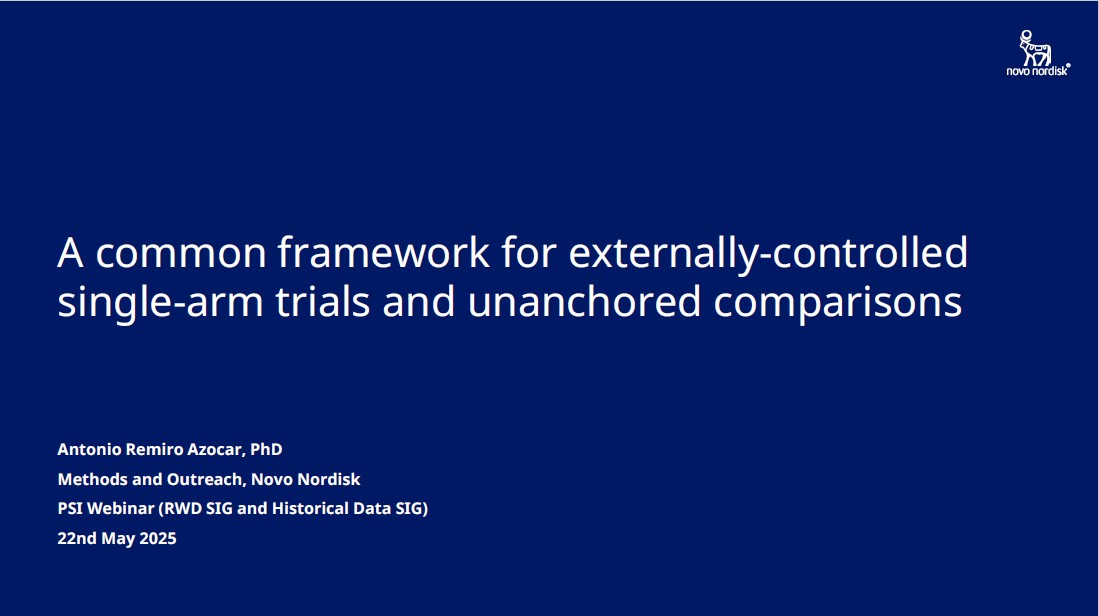 novo nordisk®
A common framework for externally-controlled
single-arm trials and unanchored comparisons
Antonio Remiro Azocar, PhD
Methods and Outreach, Novo Nordisk
PSI Webinar (RWD SIG and Historical Data SIG)
22nd May 2025